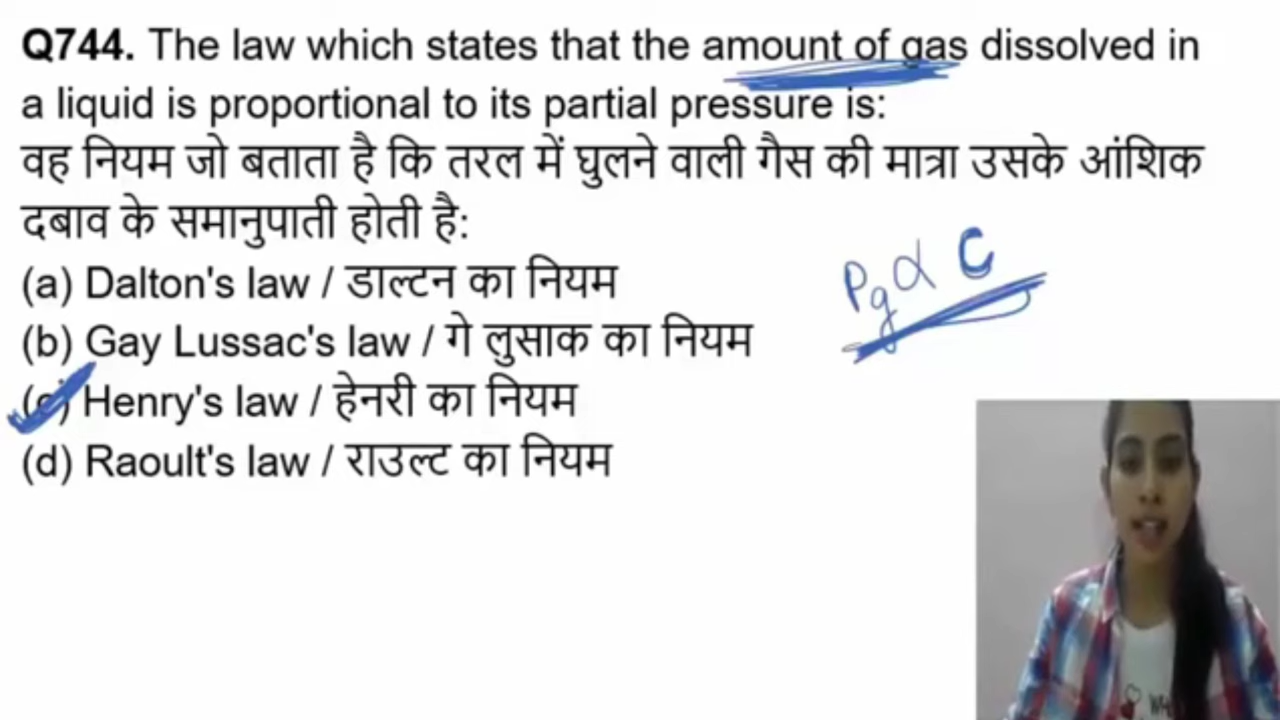 Q744. The law which states that the amount of gas dissolved in
a liquid is proportional to its partial pressure is:
वह नियम जो बताता है कि तरल में घुलने वाली गैस की मात्रा उसके आंशिक
दबाव के समानुपाती होती है:
(a) Dalton's law / डाल्टन का नियम
Pg α C
(b) Gay Lussac's law / गे लुसाक का नियम
(c) Henry's law / हेनरी का नियम
(d) Raoult's law / राउल्ट का नियम